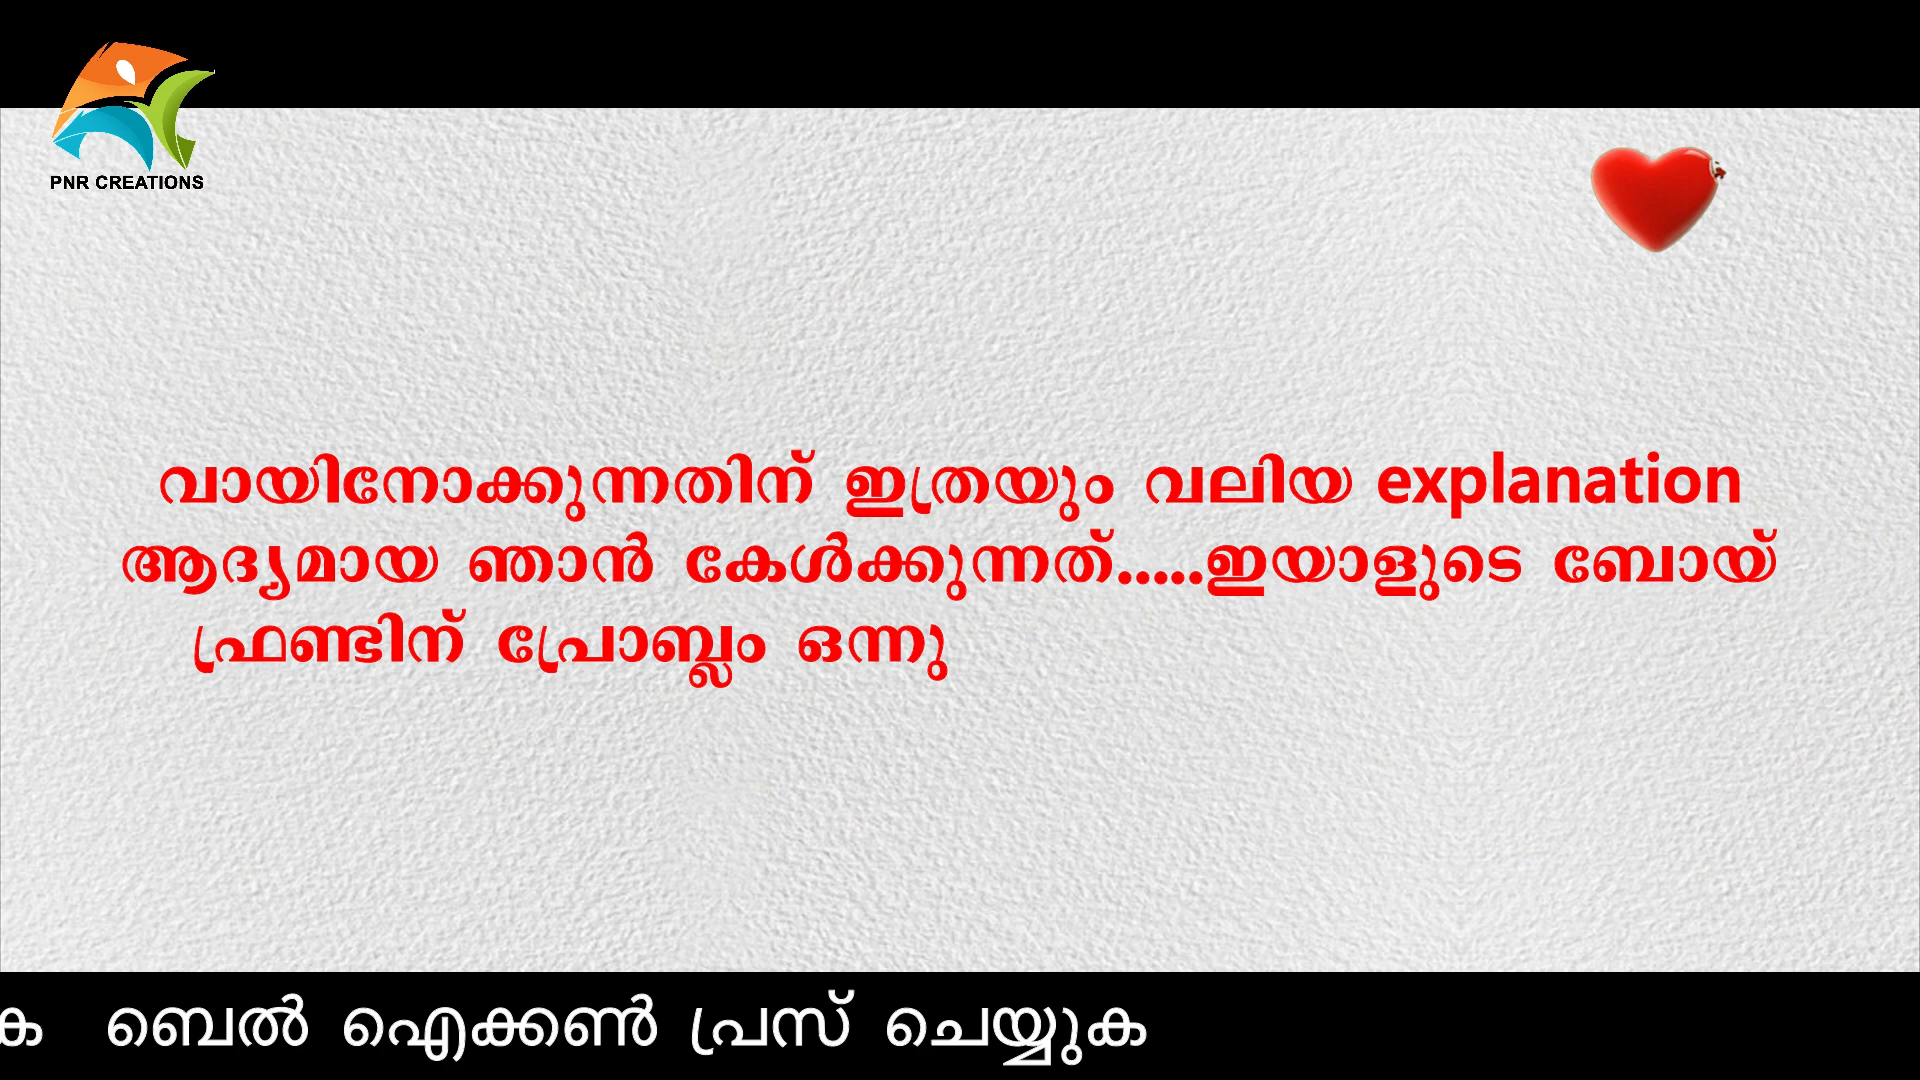 PNR CREATIONS
വായിനോക്കുന്നതിന് ഇത്രയും വലിയ explanation
ആദ്യമായ ഞാൻ കേൾക്കുന്നത്.....ഇയാളുടെ ബോയ്
ഫ്രണ്ടിന് പ്രോബ്ലം ഒന്നു
ക ബെൽ ഐക്കൺ പ്രസ് ചെയ്യുക